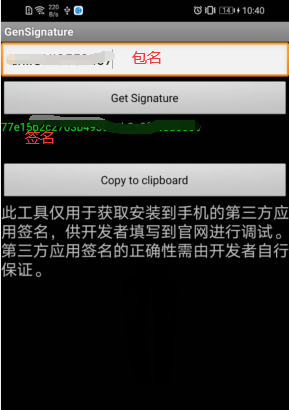 220
B/s
14
10:40
GenSignature
包名
Get Signature
签名
Copy to clipboard
此工具仅用于获取安装到手机的第三方应
用签名，供开发者填写到官网进行调试。
第三方应用签名的正确性需由开发者自行
保证。